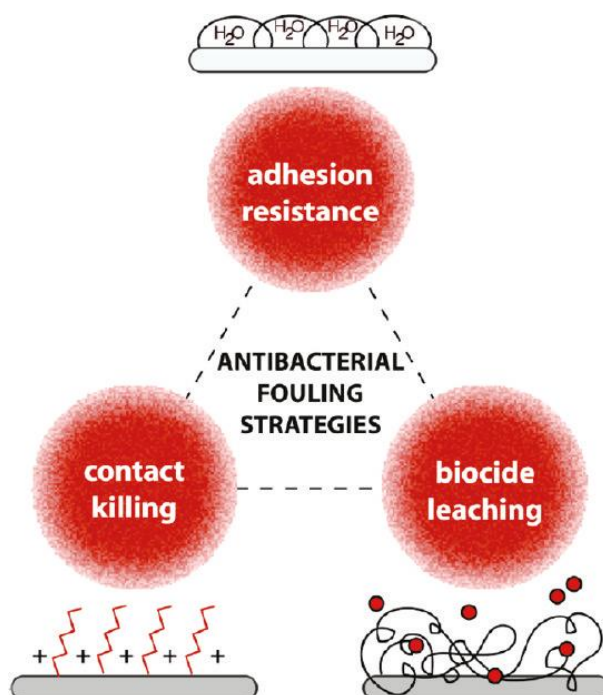 H₂O H₂O H₂O H₂O
adhesion
resistance
ANTIBACTERIAL
FOULING
STRATEGIES
contact
killing
biocide
leaching
+ + + + +